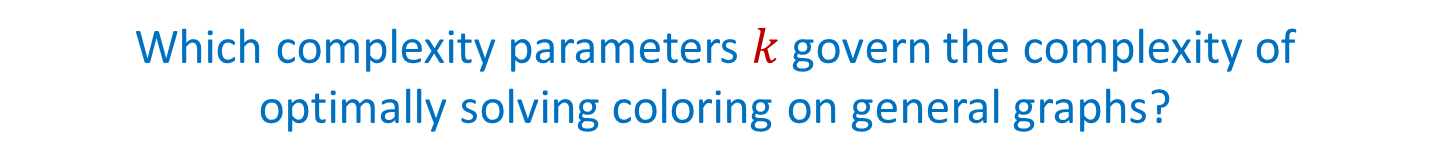 Which complexity parameters k govern the complexity of
optimally solving coloring on general graphs?